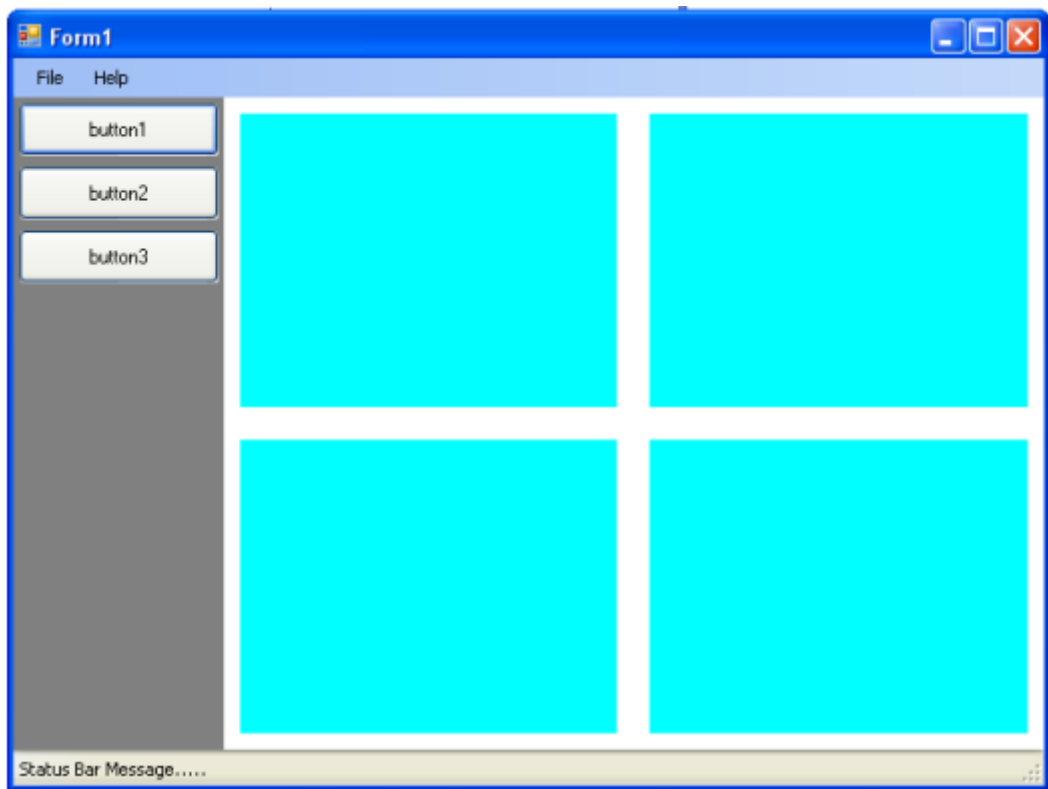 Form1
File Help
button1
button2
button3
Status Bar Message.....